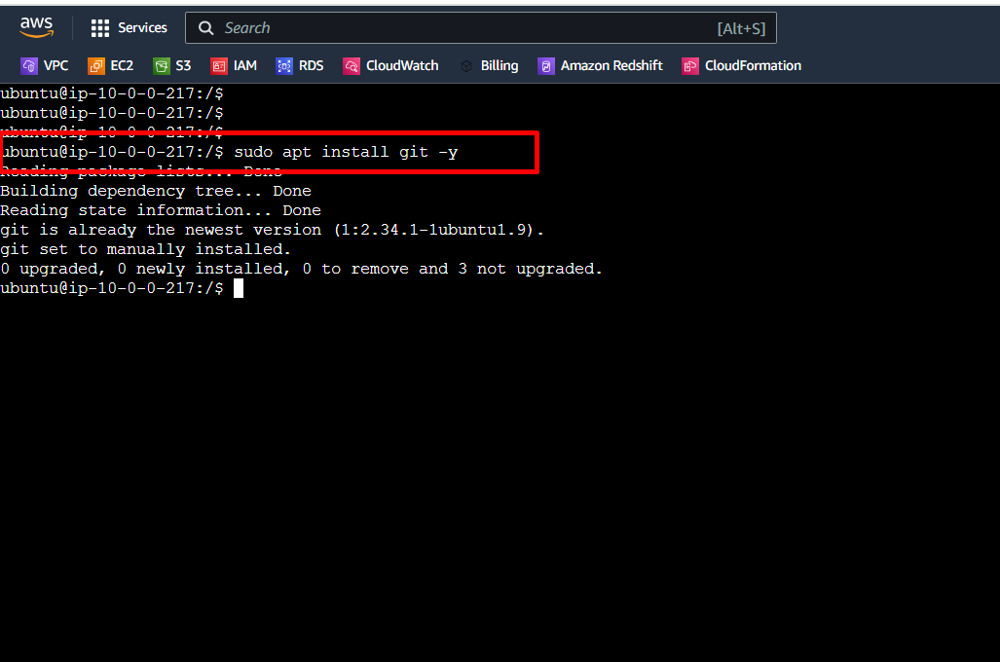 aws
Services
Search [Alt+S]
VPC EC2 S3 IAM RDS CloudWatch Billing Amazon Redshift CloudFormation
ubuntu@ip-10-0-0-217:/$
ubuntu@ip-10-0-0-217:/$
ubuntu@ip-10-0-0-217:/$
ubuntu@ip-10-0-0-217:/$ sudo apt install git -y
Reading package lists... Done
Building dependency tree... Done
Reading state information... Done
git is already the newest version (1:2.34.1-1ubuntu1.9).
git set to manually installed.
0 upgraded, 0 newly installed, 0 to remove and 3 not upgraded.
ubuntu@ip-10-0-0-217:/$